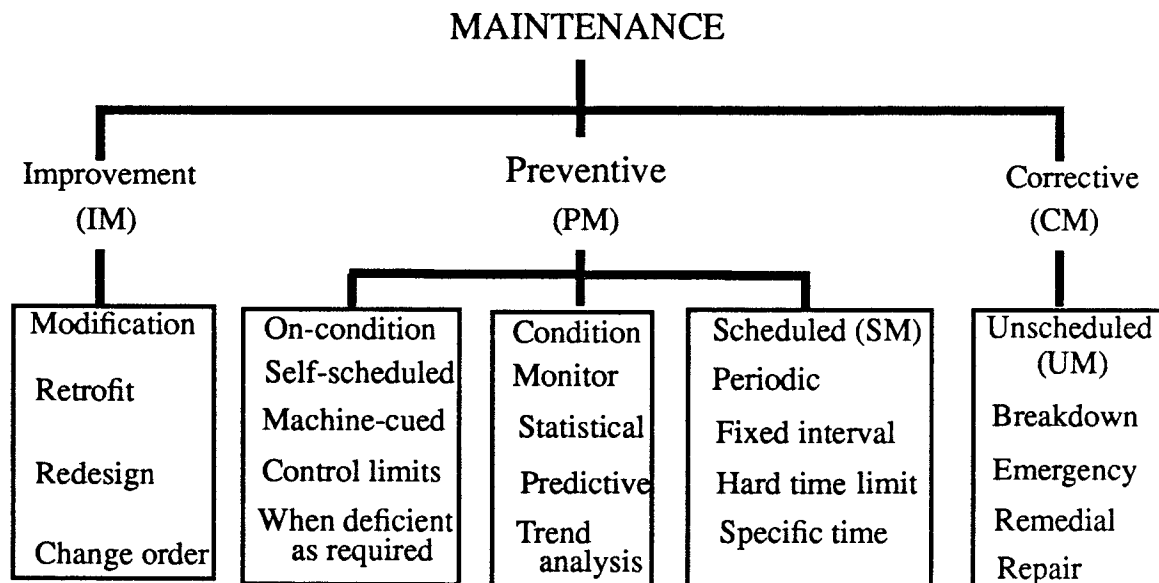 MAINTENANCE
Improvement
(IM)
Preventive
(PM)
Corrective
(CM)
Modification
Retrofit
Redesign
Change order
On-condition
Self-scheduled
Machine-cued
Control limits
When deficient
as required
Condition
Monitor
Statistical
Predictive
Trend
analysis
Scheduled (SM)
Periodic
Fixed interval
Hard time limit
Specific time
Unscheduled
(UM)
Breakdown
Emergency
Remedial
Repair